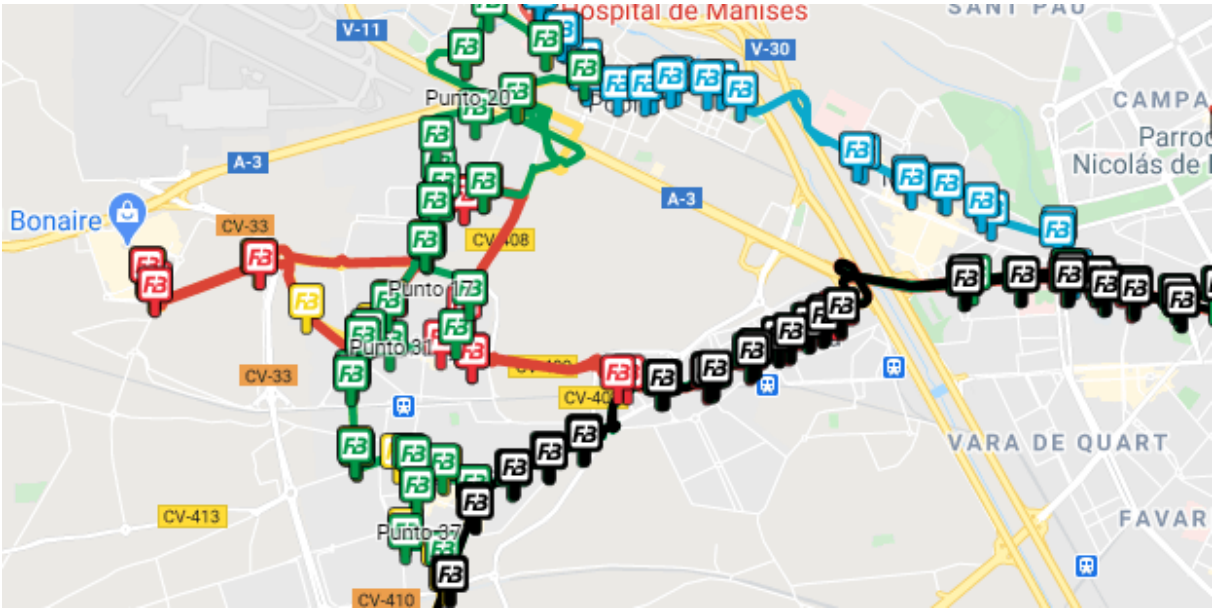 Hospital de Manises
SANT PAU
V-11
V-30
Punto 20
CAMPA
Parroq
Nicolás de
A-3
A-3
Bonaire
CV-33
CV-408
Punto 17
Punto 31
CV-33
CV-40
VARA DE QUART
CV-413
Punto 37
FAVAR
CV-410